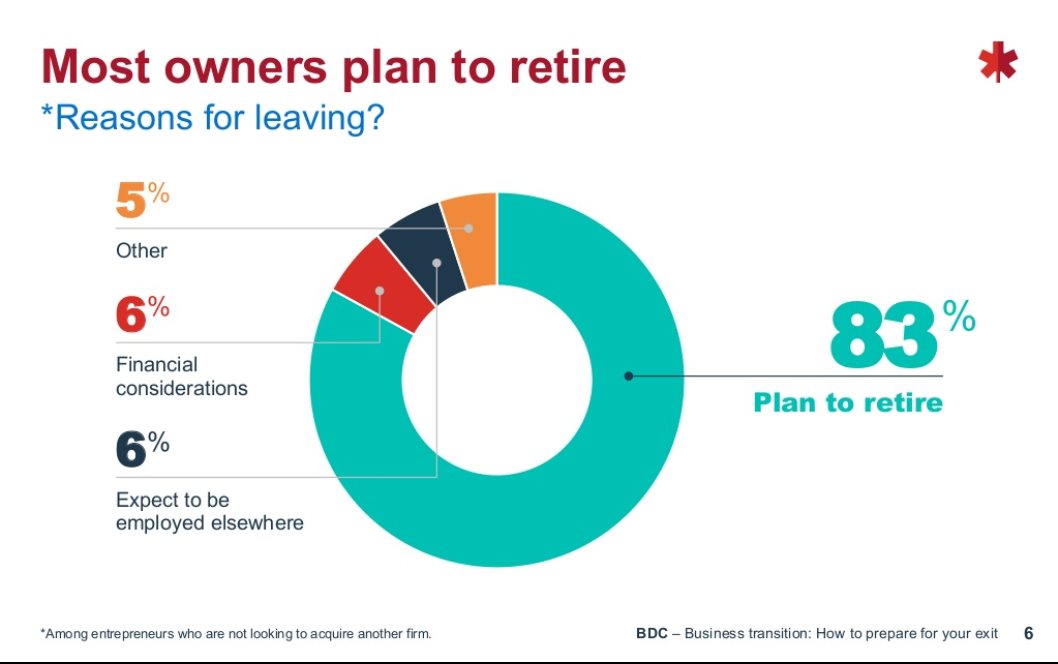 Most owners plan to retire
*Reasons for leaving?
5%
Other
6%
Financial
considerations
6%
Expect to be
employed elsewhere
83%
Plan to retire
*Among entrepreneurs who are not looking to acquire another firm.
BDC – Business transition: How to prepare for your exit 6